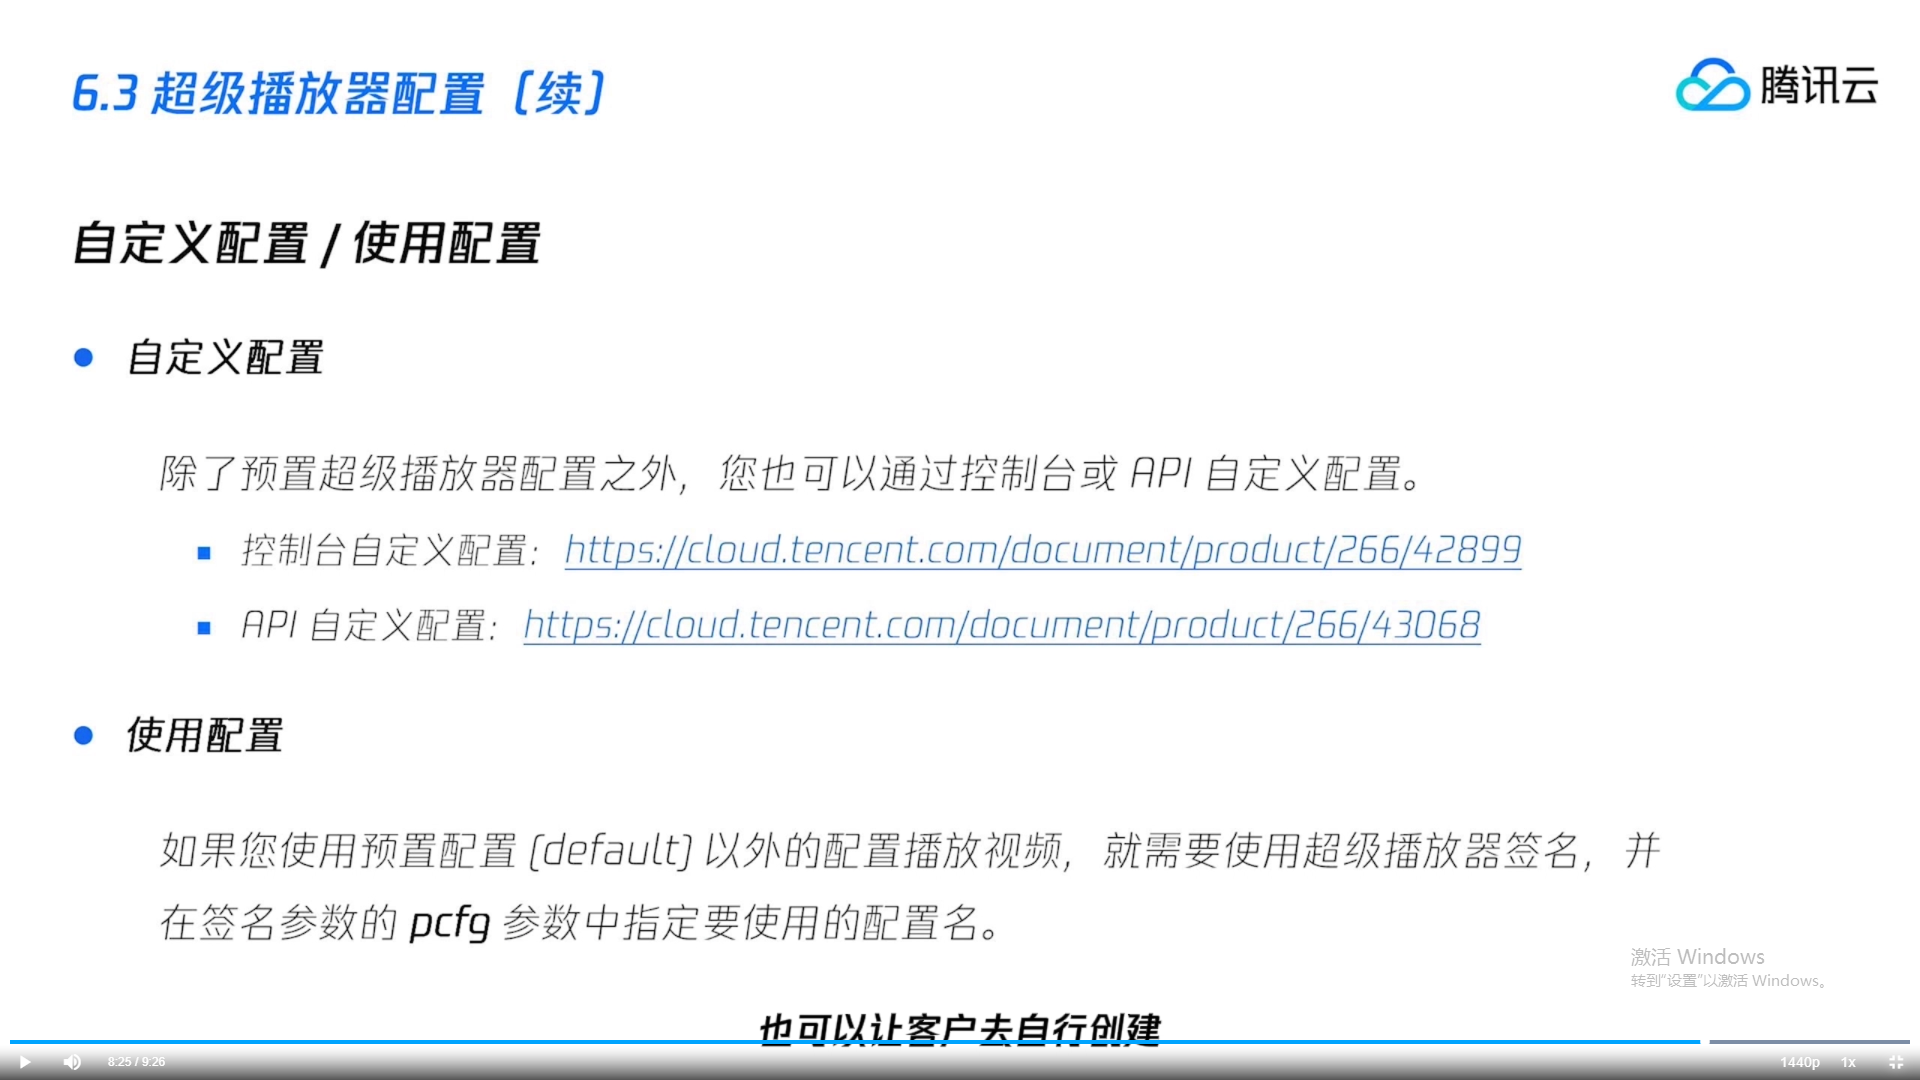 6.3 超级播放器配置（续）
腾讯云
自定义配置 / 使用配置
自定义配置
除了预置超级播放器配置之外，您也可以通过控制台或 API 自定义配置。
控制台自定义配置：https://cloud.tencent.com/document/product/266/42899
API 自定义配置：https://cloud.tencent.com/document/product/266/43068
使用配置
如果您使用预置配置 (default) 以外的配置播放视频，就需要使用超级播放器签名，并
在签名参数的 pcfg 参数中指定要使用的配置名。
激活 Windows
转到“设置”以激活 Windows。
也可以让客户去自行创建
8:25 / 9:26
1440p
1x